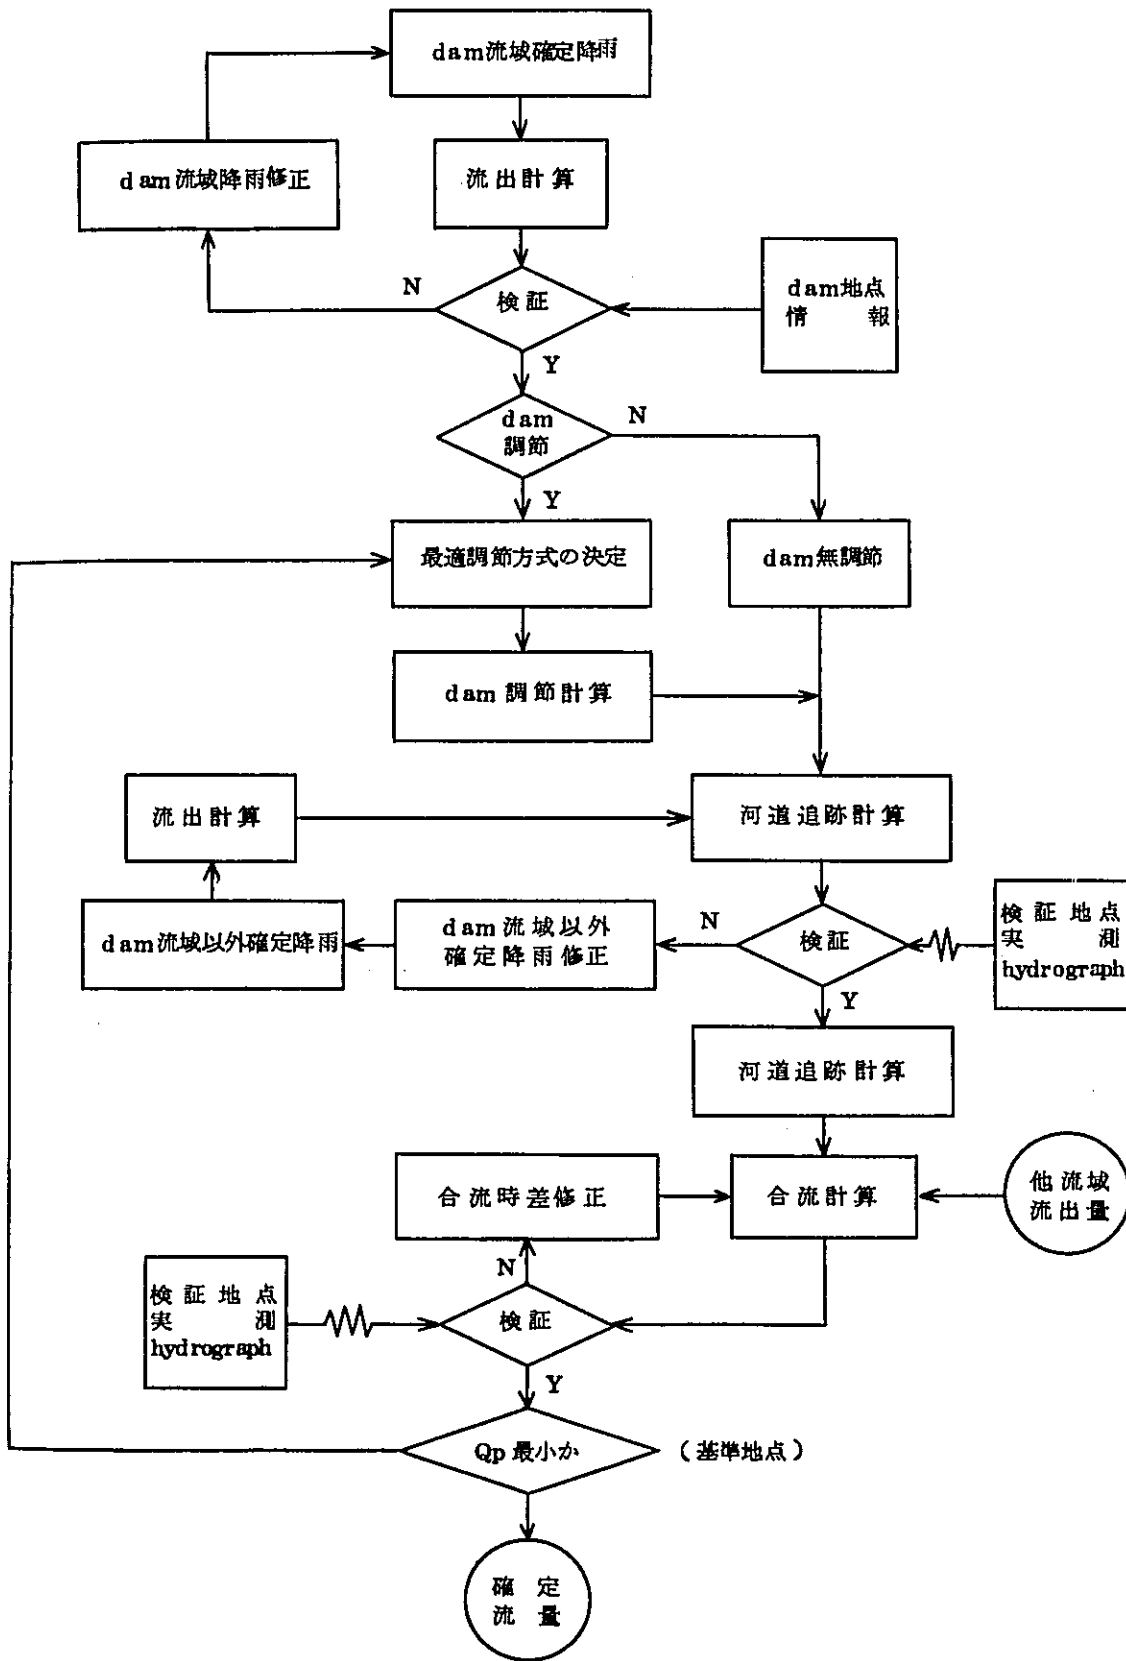 dam流域確定降雨
dam流域降雨修正
流出計算
N
検証
dam地点
情報
Y
dam
調節
N
Y
最適調節方式の決定
dam無調節
dam調節計算
流出計算
河道追跡計算
dam流域以外確定降雨
dam流域以外
確定降雨修正
N
検証
検証地点
実測
hydrograph
Y
河道追跡計算
合流時差修正
合流計算
他流域
流出量
N
検証地点
実測
hydrograph
検証
Y
Qp最小か
(基準地点)
確定
流量